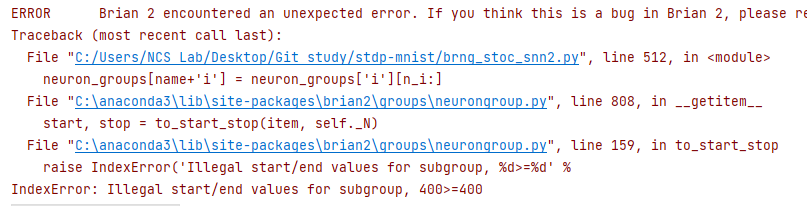 ERROR      Brian 2 encountered an unexpected error. If you think this is a bug in Brian 2, please re
Traceback (most recent call last):
  File "C:/Users/NCS Lab/Desktop/Git study/stdp-mnist/brnq_stoc_snn2.py", line 512, in <module>
    neuron_groups[name+'i'] = neuron_groups['i'][n_i:]
  File "C:\anaconda3\lib\site-packages\brian2\groups\neurongroup.py", line 808, in __getitem__
    start, stop = to_start_stop(item, self._N)
  File "C:\anaconda3\lib\site-packages\brian2\groups\neurongroup.py", line 159, in to_start_stop
    raise IndexError('Illegal start/end values for subgroup, %d>=%d' %
IndexError: Illegal start/end values for subgroup, 400>=400